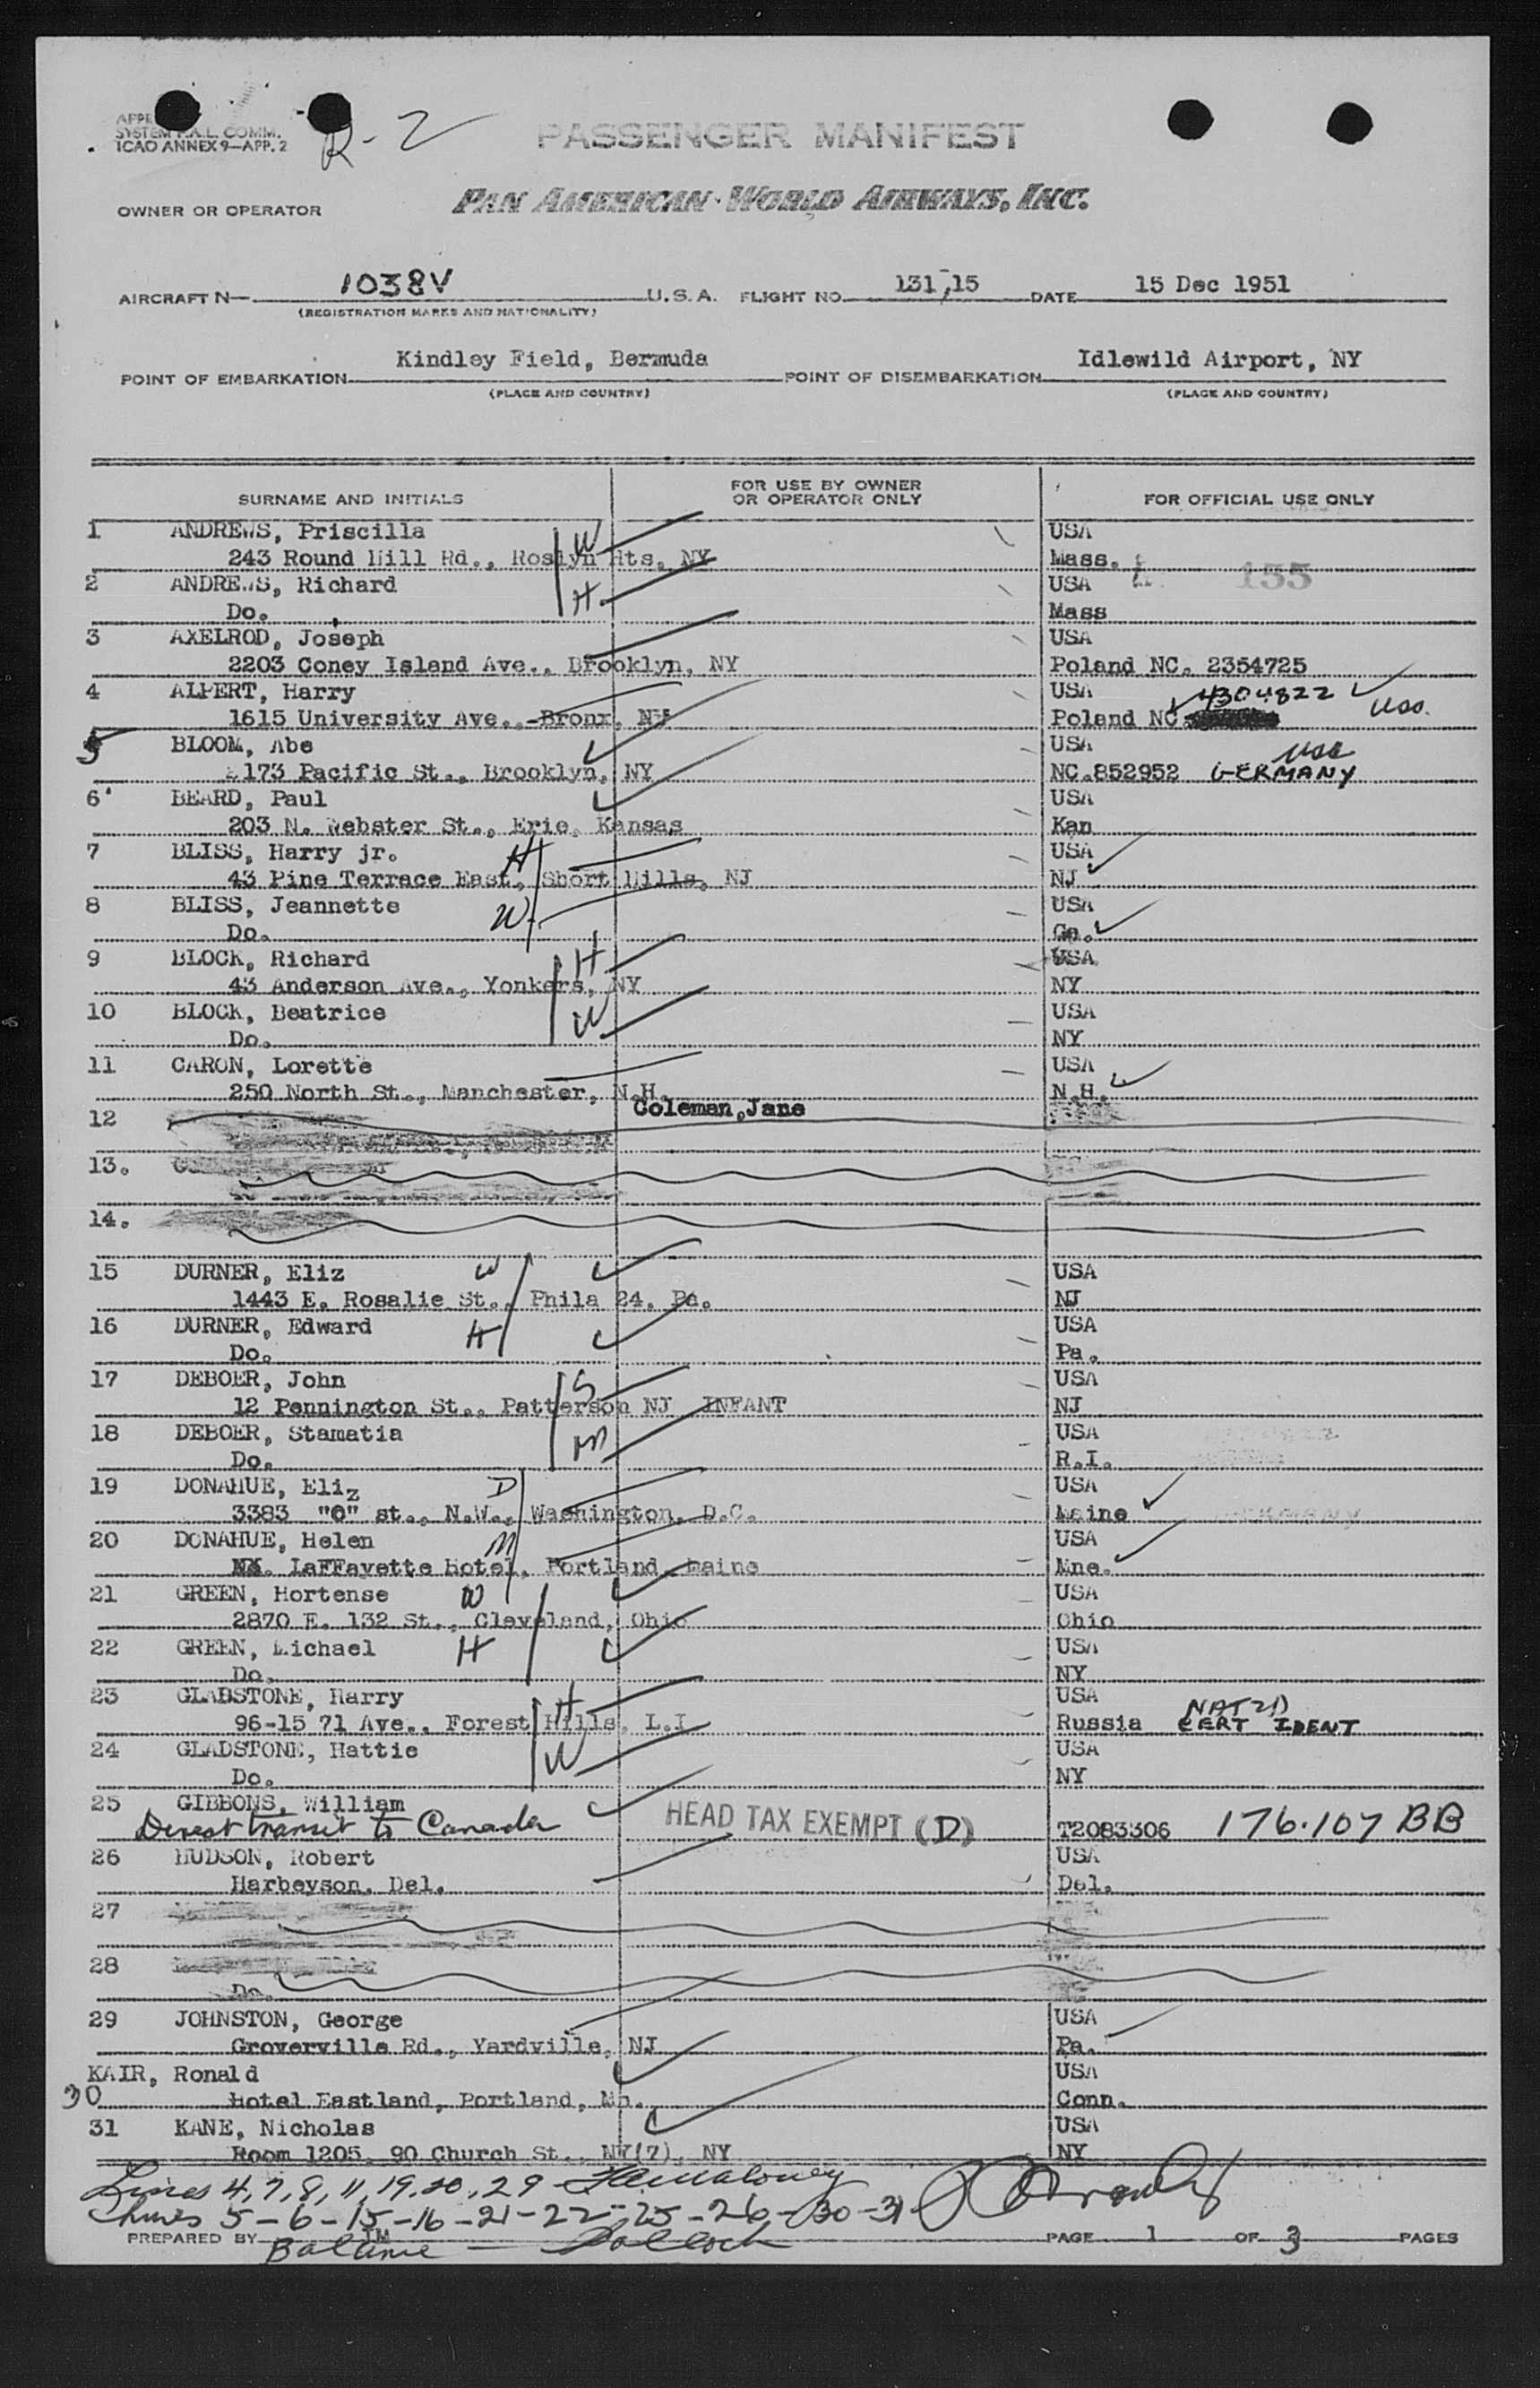 SYSTEM F.A.L. COMM.
ICAO ANNEX 9—APP. 2
R-2
PASSENGER MANIFEST
OWNER OR OPERATOR
PAN AMERICAN WORLD AIRWAYS, INC.
AIRCRAFT N— 1038V U.S.A. FLIGHT NO. 131/15 DATE 15 Dec 1951
(REGISTRATION MARKS AND NATIONALITY)
POINT OF EMBARKATION Kindley Field, Bermuda POINT OF DISEMBARKATION Idlewild Airport, NY
(PLACE AND COUNTRY) (PLACE AND COUNTRY)
SURNAME AND INITIALS FOR USE BY OWNER OR OPERATOR ONLY FOR OFFICIAL USE ONLY
1 ANDREWS, Priscilla W USA
243 Round Hill Rd., Roslyn Hts, NY Mass. 155
2 ANDREWS, Richard H USA
Do. Mass
3 AXELROD, Joseph USA
2203 Coney Island Ave., Brooklyn, NY Poland NC. 2354725
4 ALPERT, Harry USA 4304822
1615 University Ave., Bronx, NY Poland NC
5 BLOOM, Abe USA
173 Pacific St., Brooklyn, NY NC.852952 GERMANY
6 BEARD, Paul USA
203 N. Webster St., Erie, Kansas Kan
7 BLISS, Harry jr. H USA
43 Pine Terrace East, Short Hills, NJ NJ
8 BLISS, Jeannette W USA
Do. Ga.
9 BLOCK, Richard H USA
43 Anderson Ave., Yonkers, NY NY
10 BLOCK, Beatrice W USA
Do. NY
11 CARON, Lorette USA
250 North St., Manchester, N.H. N.H.
12 Coleman,Jane
13.
14.
15 DURNER, Eliz W USA
1443 E. Rosalie St., Phila 24, Pa. NJ
16 DURNER, Edward H USA
Do. Pa.
17 DEBOER, John S USA
12 Pennington St., Patterson NJ INFANT NJ
18 DEBOER, Stamatia M USA
Do. R.I.
19 DONAHUE, Eliz D USA
3383 "O" st., N.W., Washington, D.C. Maine
20 DONAHUE, Helen M USA
LaFFayette Hotel, Portland, Maine Mne.
21 GREEN, Hortense W USA
2870 E. 132 St., Cleveland, Ohio Ohio
22 GREEN, Michael H USA
Do. NY
23 GLADSTONE, Harry H USA NATZD
96-15 71 Ave., Forest Hills, L.I Russia CERT IDENT
24 GLADSTONE, Hattie W USA
Do. NY
25 GIBBONS, William
Direct transit to Canada HEAD TAX EXEMPT (D) T2083306 176.107 BB
26 HUDSON, Robert USA
Harbeyson, Del. Del.
27
28
Do.
29 JOHNSTON, George USA
Groverville Rd., Yardville, NJ Pa.
KAIR, Ronald USA
30 Hotel Eastland, Portland, Mn. Conn.
31 KANE, Nicholas USA
Room 1205, 90 Church St., NY(7), NY NY
Lines 4, 7, 8, 11, 19, 20, 29
Lines 5-6-15-16-21-22-25-26-30-31
PREPARED BY PAGE 1 OF 3 PAGES
Balance